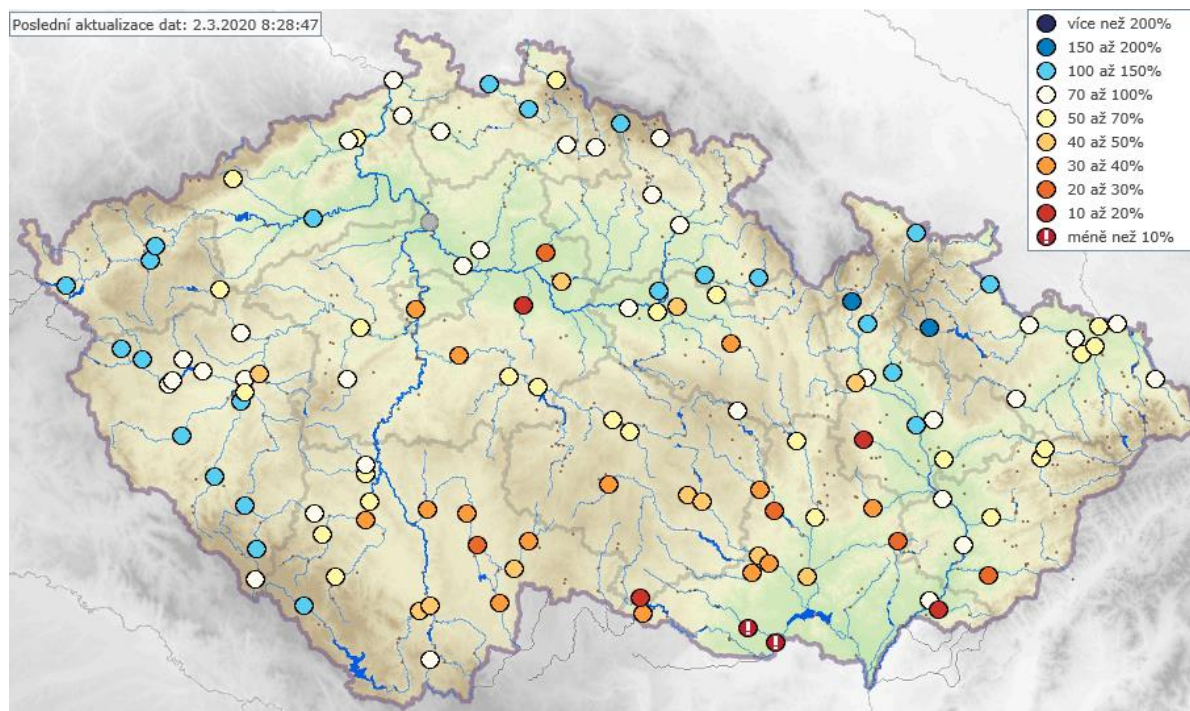 Poslední aktualizace dat: 2.3.2020 8:28:47
více než 200%
150 až 200%
100 až 150%
70 až 100%
50 až 70%
40 až 50%
30 až 40%
20 až 30%
10 až 20%
! méně než 10%
!
!